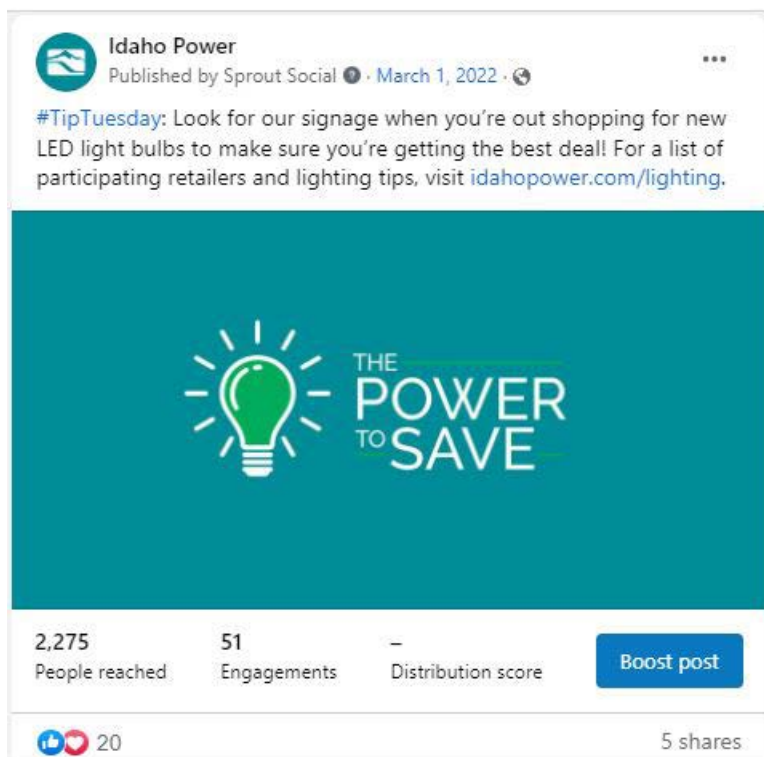 Idaho Power
Published by Sprout Social · March 1, 2022 ·
#TipTuesday: Look for our signage when you're out shopping for new
LED light bulbs to make sure you're getting the best deal! For a list of
participating retailers and lighting tips, visit idahopower.com/lighting.
THE
POWER
TO SAVE
2,275
People reached
51
Engagements
–
Distribution score
Boost post
20
5 shares